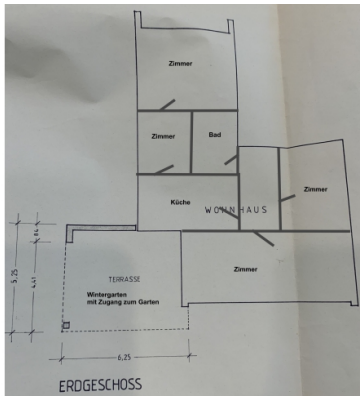 Zimmer
Zimmer
Bad
Küche
WOHNHAUS
Zimmer
Zimmer
TERRASSE
Wintergarten
mit Zugang zum Garten
5,25
84
4,41
6,25
ERDGESCHOSS